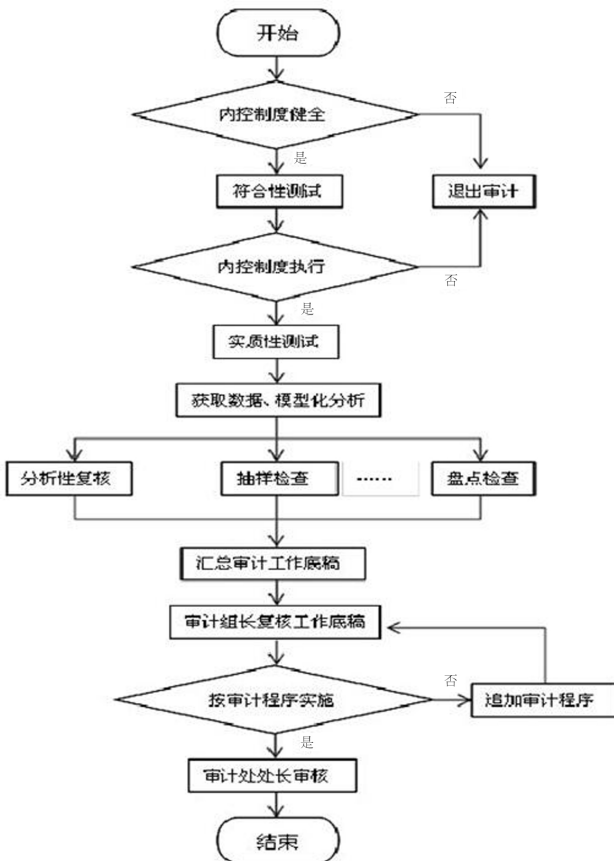 开始
内控制度健全
否
是
符合性测试
退出审计
内控制度执行
否
是
实质性测试
获取数据、模型化分析
分析性复核
抽样检查
……
盘点检查
汇总审计工作底稿
审计组长复核工作底稿
按审计程序实施
否
追加审计程序
是
审计处处长审核
结束